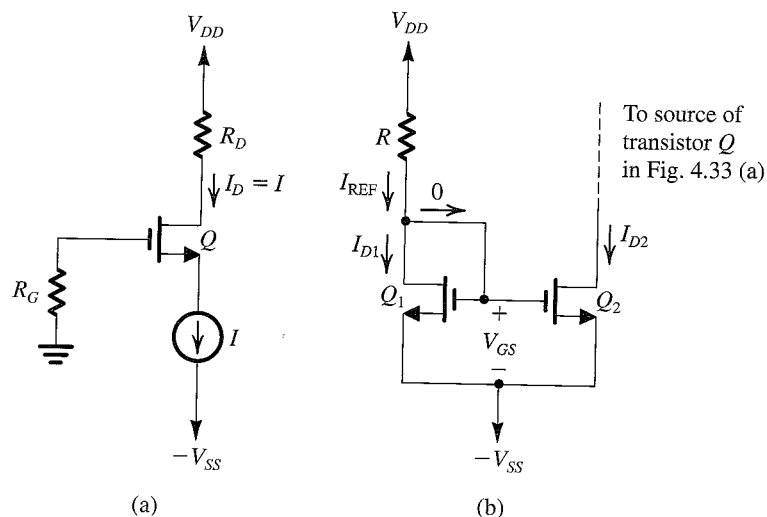 V_DD
R_D
I_D = I
Q
R_G
I
−V_SS
(a)
V_DD
R
I_REF
0
I_D1
Q_1
+
V_GS
−
Q_2
I_D2
To source of
transistor Q
in Fig. 4.33 (a)
−V_SS
(b)